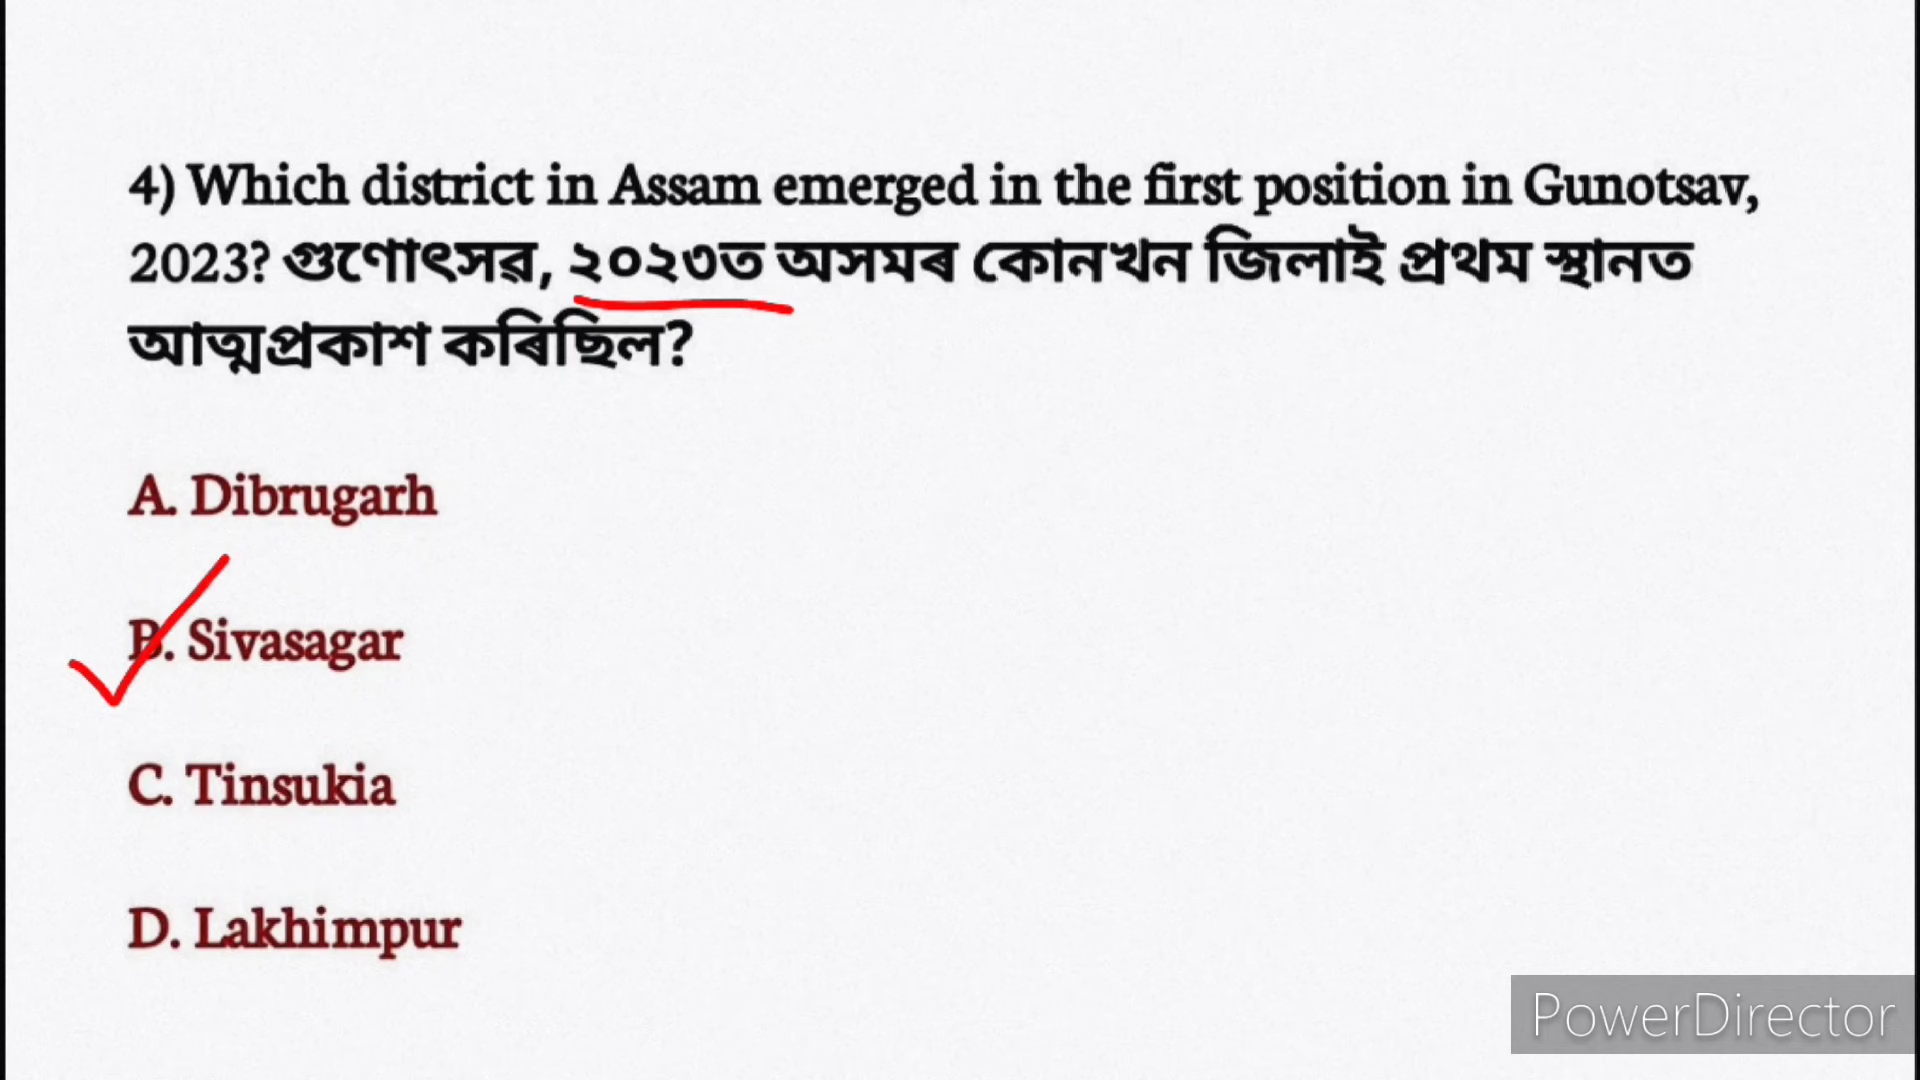 4) Which district in Assam emerged in the first position in Gunotsav,
2023? গুণোৎসৱ, ২০২৩ত অসমৰ কোনখন জিলাই প্ৰথম স্থানত
আত্মপ্ৰকাশ কৰিছিল?
A. Dibrugarh
B. Sivasagar
C. Tinsukia
D. Lakhimpur
PowerDirector